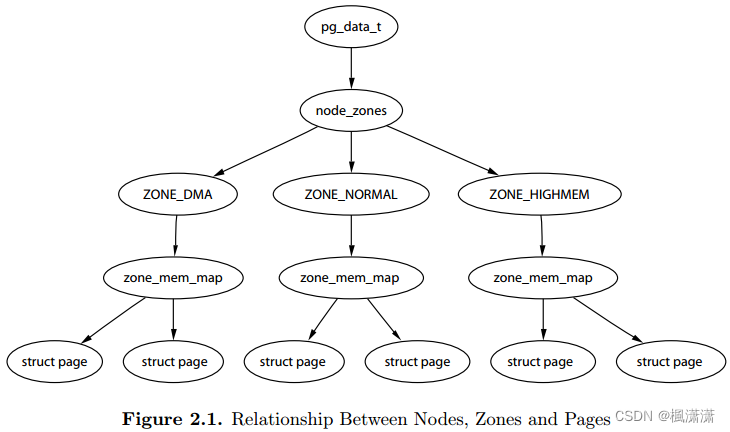 pg_data_t
node_zones
ZONE_DMA
ZONE_NORMAL
ZONE_HIGHMEM
zone_mem_map
zone_mem_map
zone_mem_map
struct page
struct page
struct page
struct page
struct page
struct page
Figure 2.1. Relationship Between Nodes, Zones and Pages
CSDN @楓潇潇